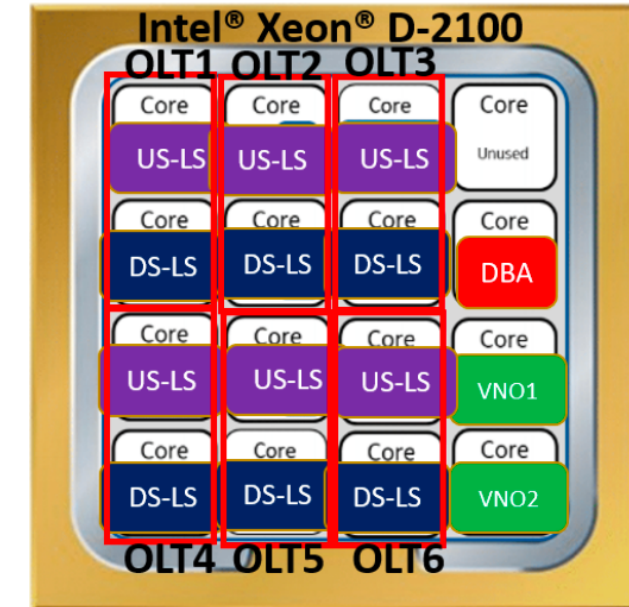 Intel® Xeon® D-2100
OLT1 OLT2 OLT3
Core Core Core Core
US-LS US-LS US-LS Unused
Core Core Core Core
DS-LS DS-LS DS-LS DBA
Core Core Core Core
US-LS US-LS US-LS VNO1
Core Core Core Core
DS-LS DS-LS DS-LS VNO2
OLT4 OLT5 OLT6